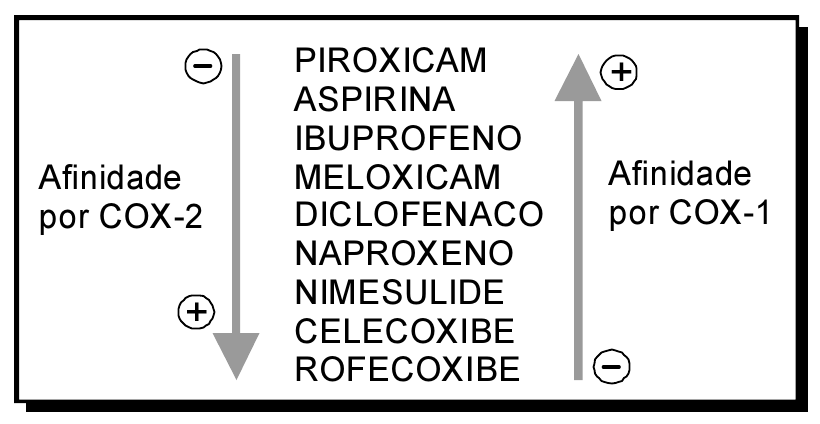 PIROXICAM
ASPIRINA
IBUPROFENO
MELOXICAM
DICLOFENACO
NAPROXENO
NIMESULIDE
CELECOXIBE
ROFECOXIBE
−
Afinidade
por COX-2
+
+
Afinidade
por COX-1
−